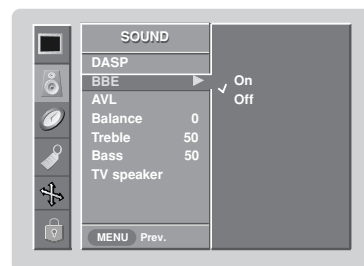 SOUND
DASP
BBE ▶ ✓ On
AVL Off
Balance 0
Treble 50
Bass 50
TV speaker
MENU Prev.